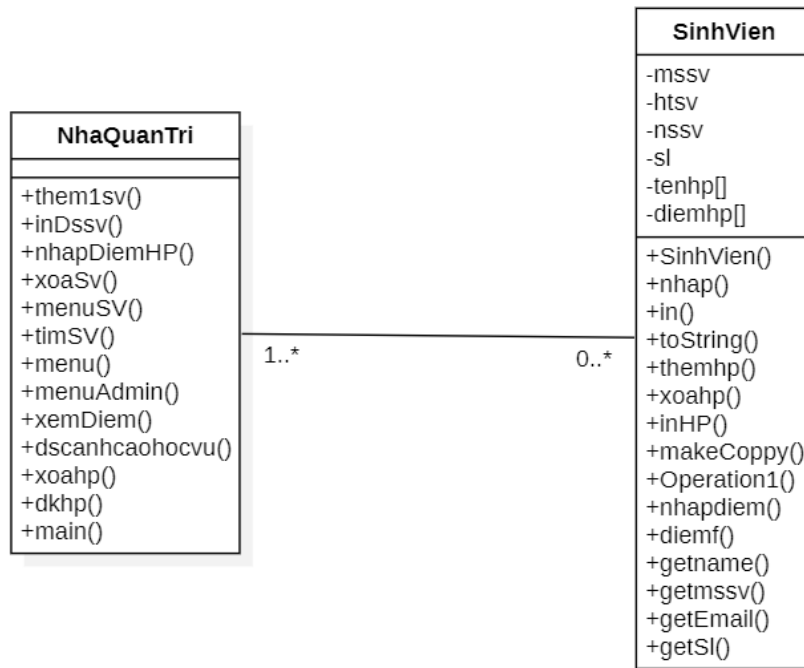 NhaQuanTri
+them1sv()
+inDssv()
+nhapDiemHP()
+xoaSv()
+menuSV()
+timSV()
+menu()
+menuAdmin()
+xemDiem()
+dscanhcaohocvu()
+xoahp()
+dkhp()
+main()
1..*
0..*
SinhVien
-mssv
-htsv
-nssv
-sl
-tenhp[]
-diemhp[]
+SinhVien()
+nhap()
+in()
+toString()
+themhp()
+xoahp()
+inHP()
+makeCoppy()
+Operation1()
+nhapdiem()
+diemf()
+getname()
+getmssv()
+getEmail()
+getSl()